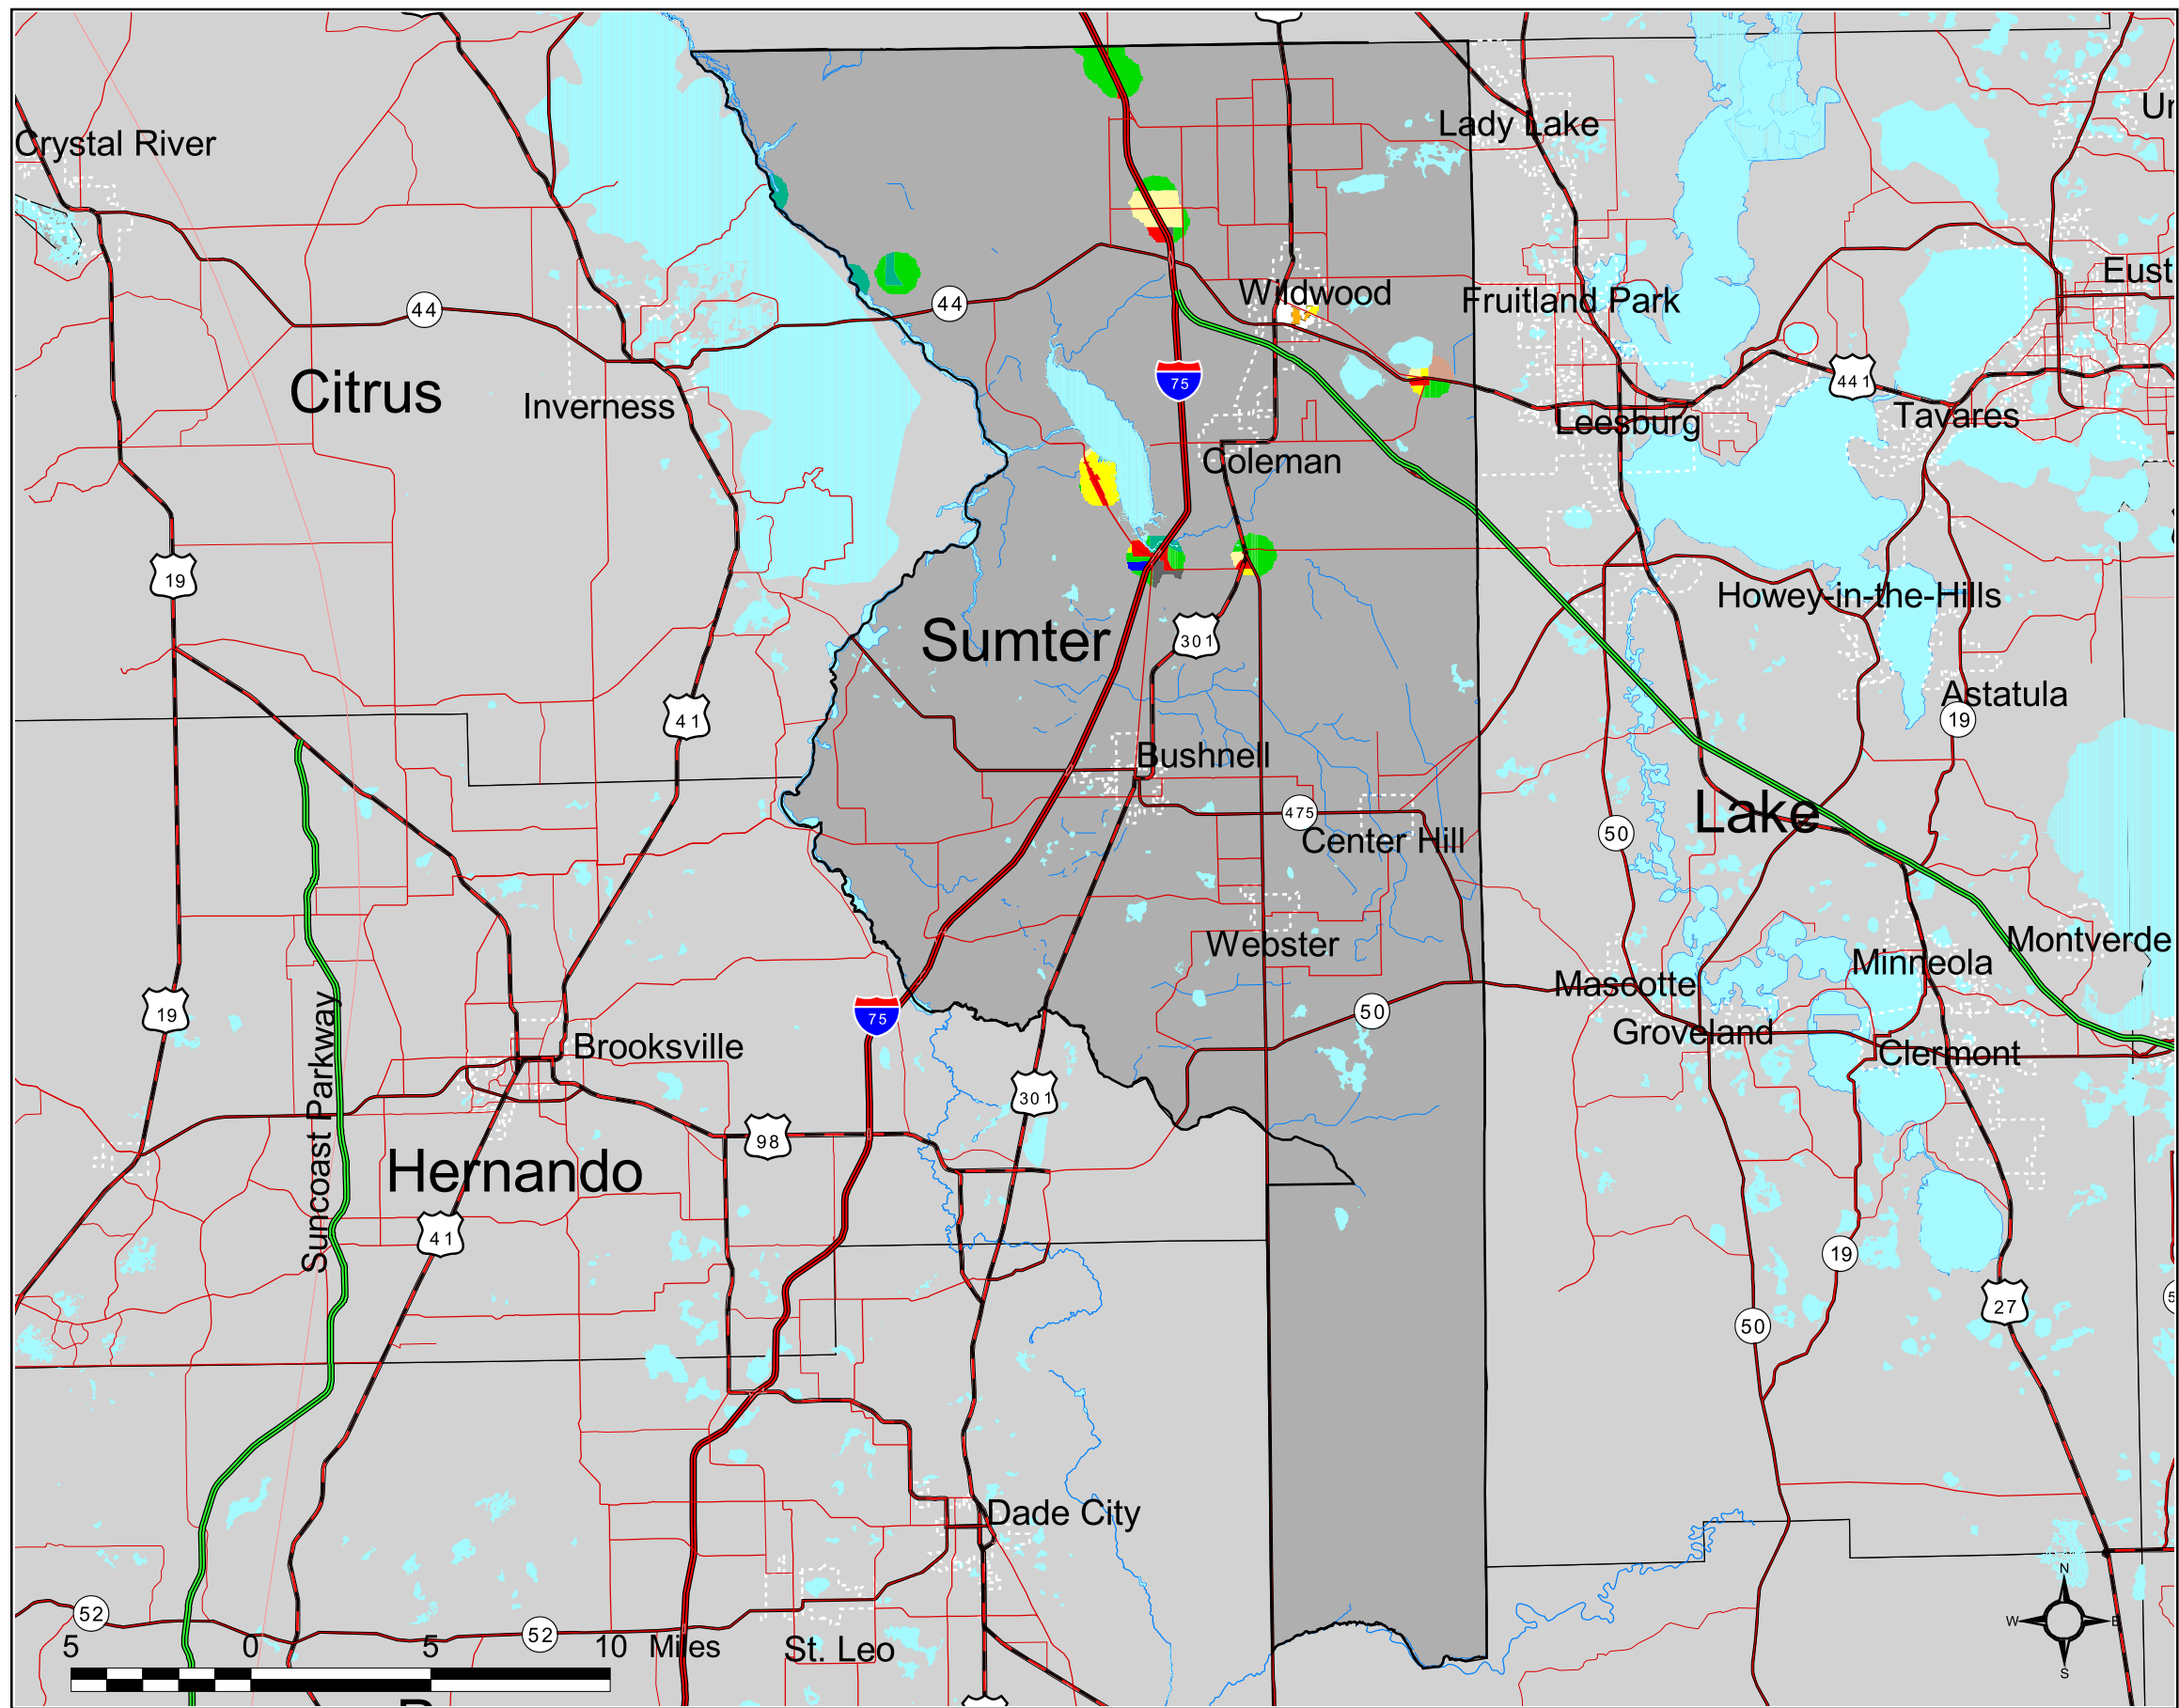 Ur
Lady Lake
Crystal River
Eust
Wildwood
Fruitland Park
44
44
75
441
Citrus
Inverness
Tavares
Leesburg
Coleman
19
Howey-in-the-Hills
Sumter
301
Astatula
41
19
Bushnell
475
Lake
50
Center Hill
Webster
Montverde
Minneola
Mascotte
19
75
50
Groveland
Brooksville
Clermont
Suncoast Parkway
301
98
Hernando
41
19
27
5
50
Dade City
N
W
E
S
52
52
5 0 5 10 Miles
St. Leo